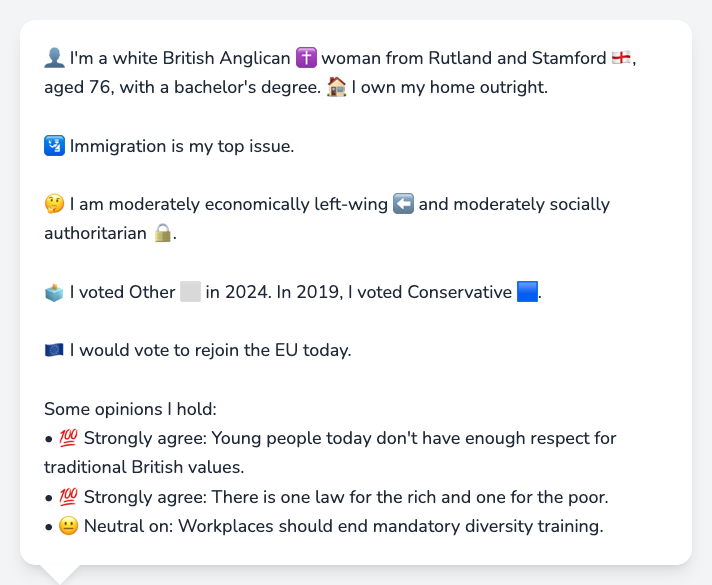 👤 I'm a white British Anglican ✝️ woman from Rutland and Stamford 🏴󠁧󠁢󠁥󠁮󠁧󠁿,
aged 76, with a bachelor's degree. 🏠 I own my home outright.
🛂 Immigration is my top issue.
🤔 I am moderately economically left-wing ⬅️ and moderately socially
authoritarian 🔒.
🗳️ I voted Other ⬜ in 2024. In 2019, I voted Conservative 🟦.
🇪🇺 I would vote to rejoin the EU today.
Some opinions I hold:
• 💯 Strongly agree: Young people today don't have enough respect for
traditional British values.
• 💯 Strongly agree: There is one law for the rich and one for the poor.
• 😐 Neutral on: Workplaces should end mandatory diversity training.